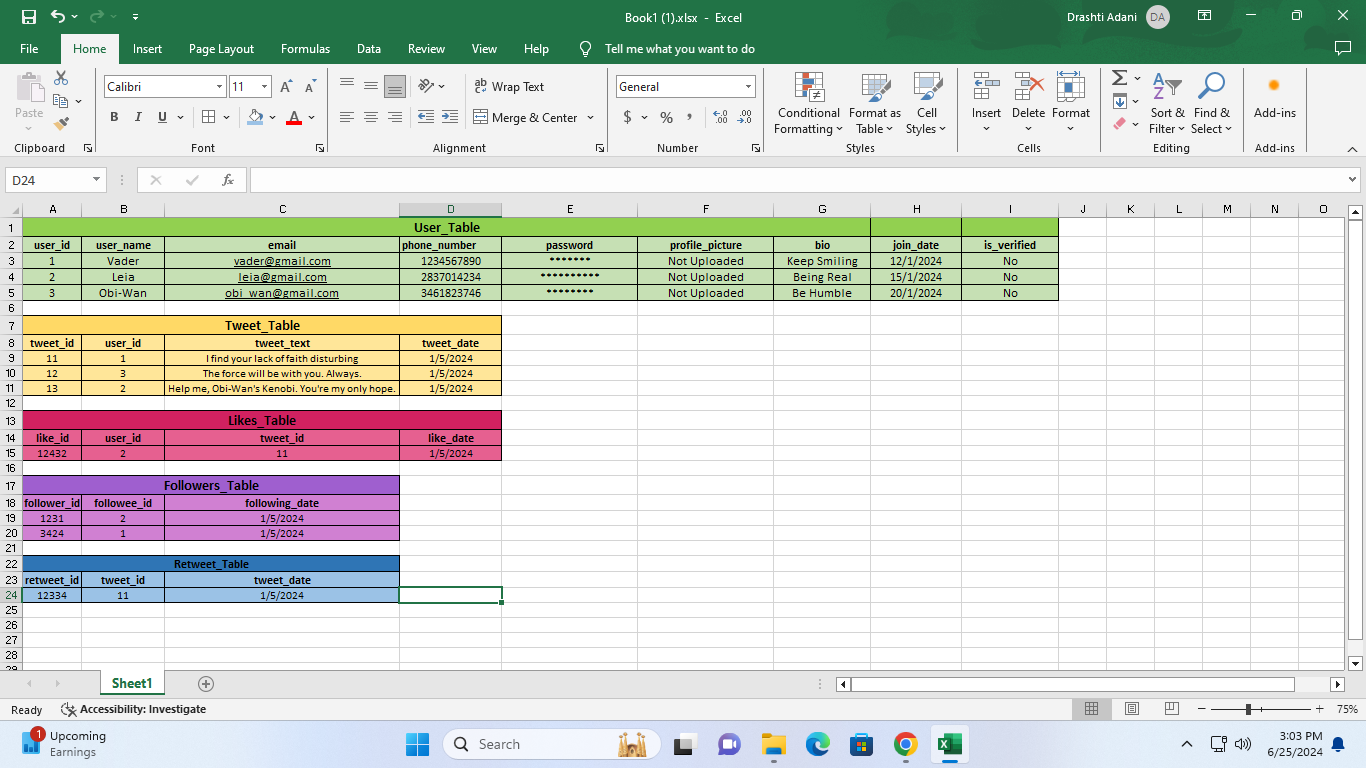 Book1 (1).xlsx - Excel
Drashti Adani DA
File Home Insert Page Layout Formulas Data Review View Help Tell me what you want to do
Paste
Clipboard
Calibri 11
B I U
Font
Wrap Text
Merge & Center
Alignment
General
$ % ,
Number
Conditional Formatting
Format as Table
Cell Styles
Styles
Insert Delete Format
Cells
Sort & Filter
Find & Select
Editing
Add-ins
Add-ins
D24 fx
A B C D E F G H I J K L M N O
1 User_Table
2 user_id user_name email phone_number password profile_picture bio join_date is_verified
3 1 Vader vader@gmail.com 1234567890 ******* Not Uploaded Keep Smiling 12/1/2024 No
4 2 Leia leia@gmail.com 2837014234 ********** Not Uploaded Being Real 15/1/2024 No
5 3 Obi-Wan obi_wan@gmail.com 3461823746 ******** Not Uploaded Be Humble 20/1/2024 No
6
7 Tweet_Table
8 tweet_id user_id tweet_text tweet_date
9 11 1 I find your lack of faith disturbing 1/5/2024
10 12 3 The force will be with you. Always. 1/5/2024
11 13 2 Help me, Obi-Wan's Kenobi. You're my only hope. 1/5/2024
12
13 Likes_Table
14 like_id user_id tweet_id like_date
15 12432 2 11 1/5/2024
16
17 Followers_Table
18 follower_id followee_id following_date
19 1231 2 1/5/2024
20 3424 1 1/5/2024
21
22 Retweet_Table
23 retweet_id tweet_id tweet_date
24 12334 11 1/5/2024
25
26
27
28
29
Sheet1
Ready Accessibility: Investigate 75%
1 Upcoming
Earnings
Search
3:03 PM
6/25/2024